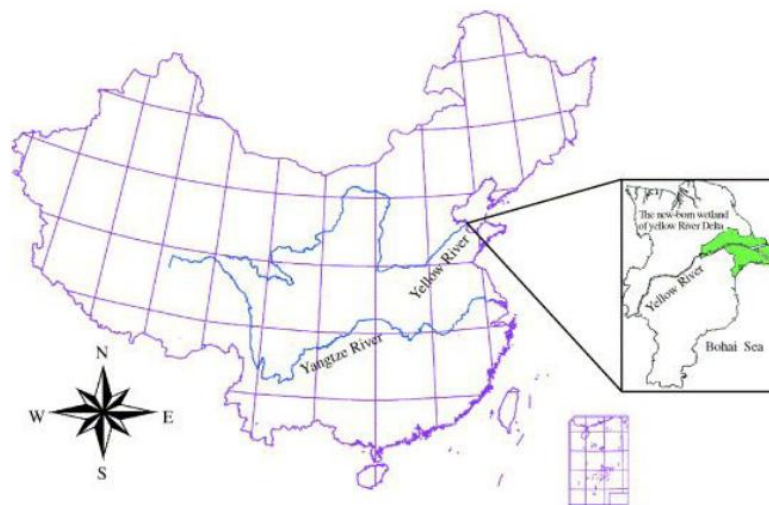 The new-born wetland
of yellow River Delta
Yellow River
Bohai Sea
Yellow River
Yangtze River
N
W
E
S